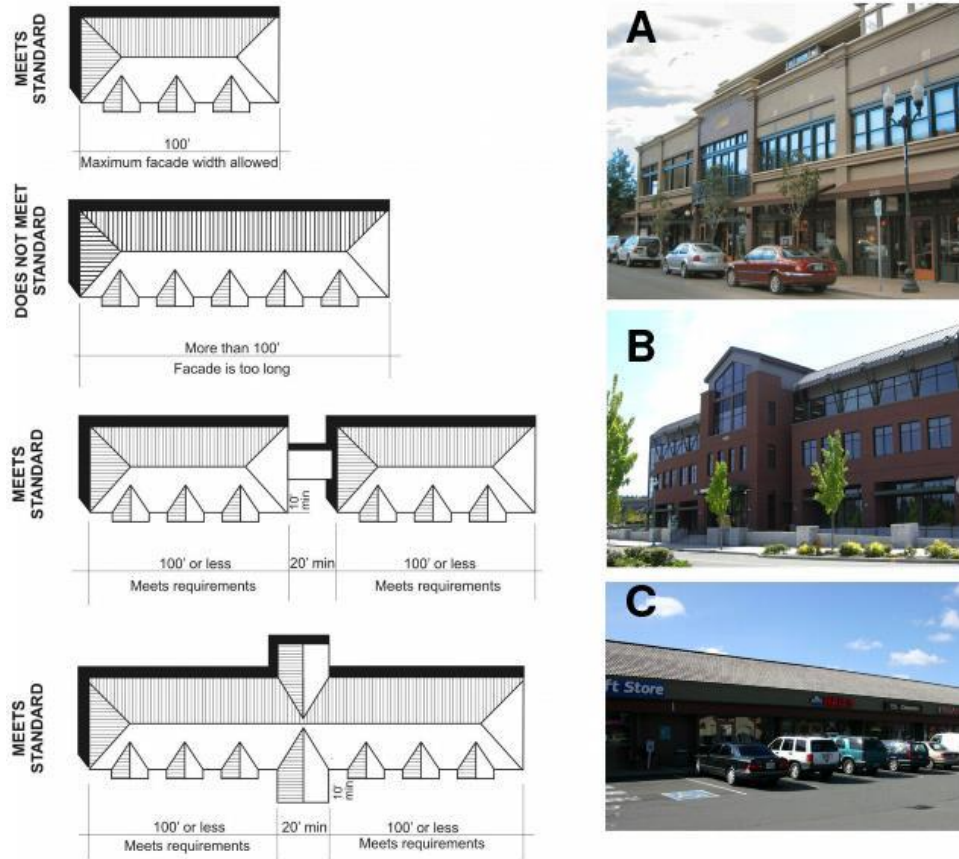 MEETS
STANDARD
100'
Maximum facade width allowed
DOES NOT MEET
STANDARD
More than 100'
Facade is too long
MEETS
STANDARD
10'
min
100' or less
20' min
100' or less
Meets requirements
Meets requirements
MEETS
STANDARD
10'
min
100' or less
20' min
100' or less
Meets requirements
Meets requirements
A
B
C
ft Store